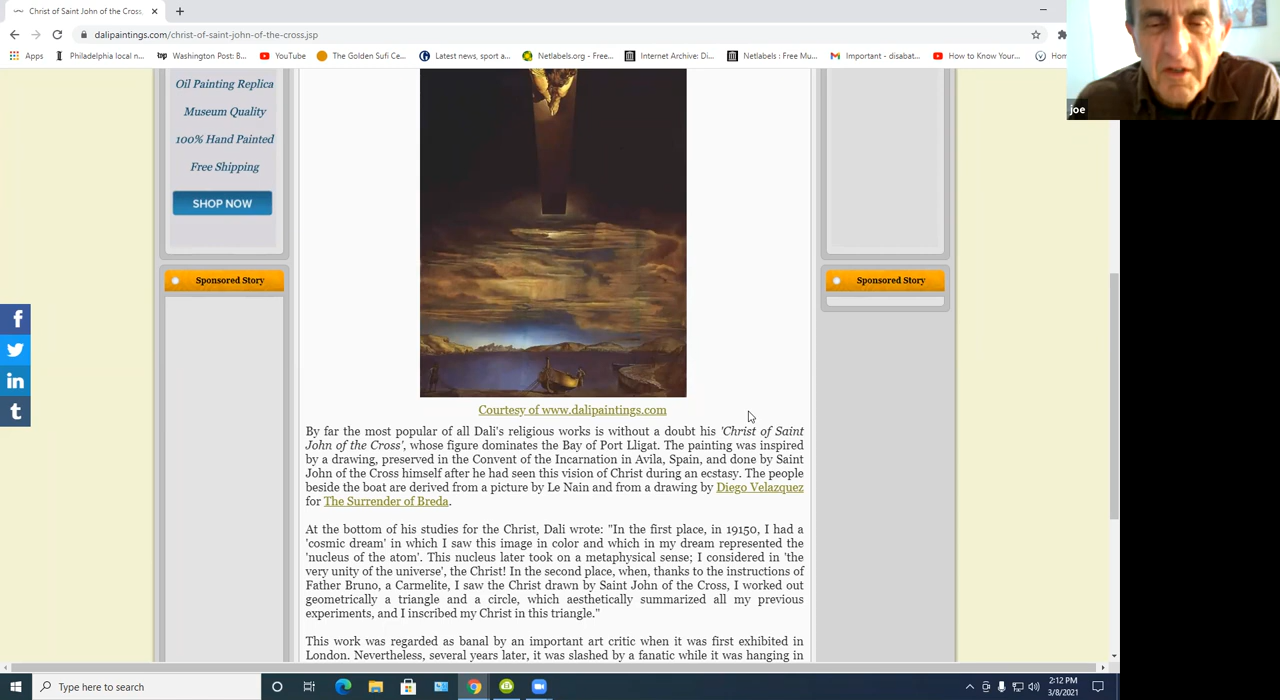 Christ of Saint John of the Cross
dalipaintings.com/christ-of-saint-john-of-the-cross.jsp
Apps
Philadelphia local n...
Washington Post: B...
YouTube
The Golden Sufi Ce...
Latest news, sport a...
Netlabels.org - Free...
Internet Archive: Di...
Netlabels : Free Mu...
Important - disabat...
How to Know Your...
joe
Oil Painting Replica
Museum Quality
100% Hand Painted
Free Shipping
SHOP NOW
Sponsored Story
Sponsored Story
Courtesy of www.dalipaintings.com
By far the most popular of all Dali's religious works is without a doubt his 'Christ of Saint
John of the Cross', whose figure dominates the Bay of Port Lligat. The painting was inspired
by a drawing, preserved in the Convent of the Incarnation in Avila, Spain, and done by Saint
John of the Cross himself after he had seen this vision of Christ during an ecstasy. The people
beside the boat are derived from a picture by Le Nain and from a drawing by Diego Velazquez
for The Surrender of Breda.
At the bottom of his studies for the Christ, Dali wrote: "In the first place, in 19150, I had a
'cosmic dream' in which I saw this image in color and which in my dream represented the
'nucleus of the atom'. This nucleus later took on a metaphysical sense; I considered in 'the
very unity of the universe', the Christ! In the second place, when, thanks to the instructions of
Father Bruno, a Carmelite, I saw the Christ drawn by Saint John of the Cross, I worked out
geometrically a triangle and a circle, which aesthetically summarized all my previous
experiments, and I inscribed my Christ in this triangle."
This work was regarded as banal by an important art critic when it was first exhibited in
London. Nevertheless, several years later, it was slashed by a fanatic while it was hanging in
Type here to search
2:12 PM
3/8/2021